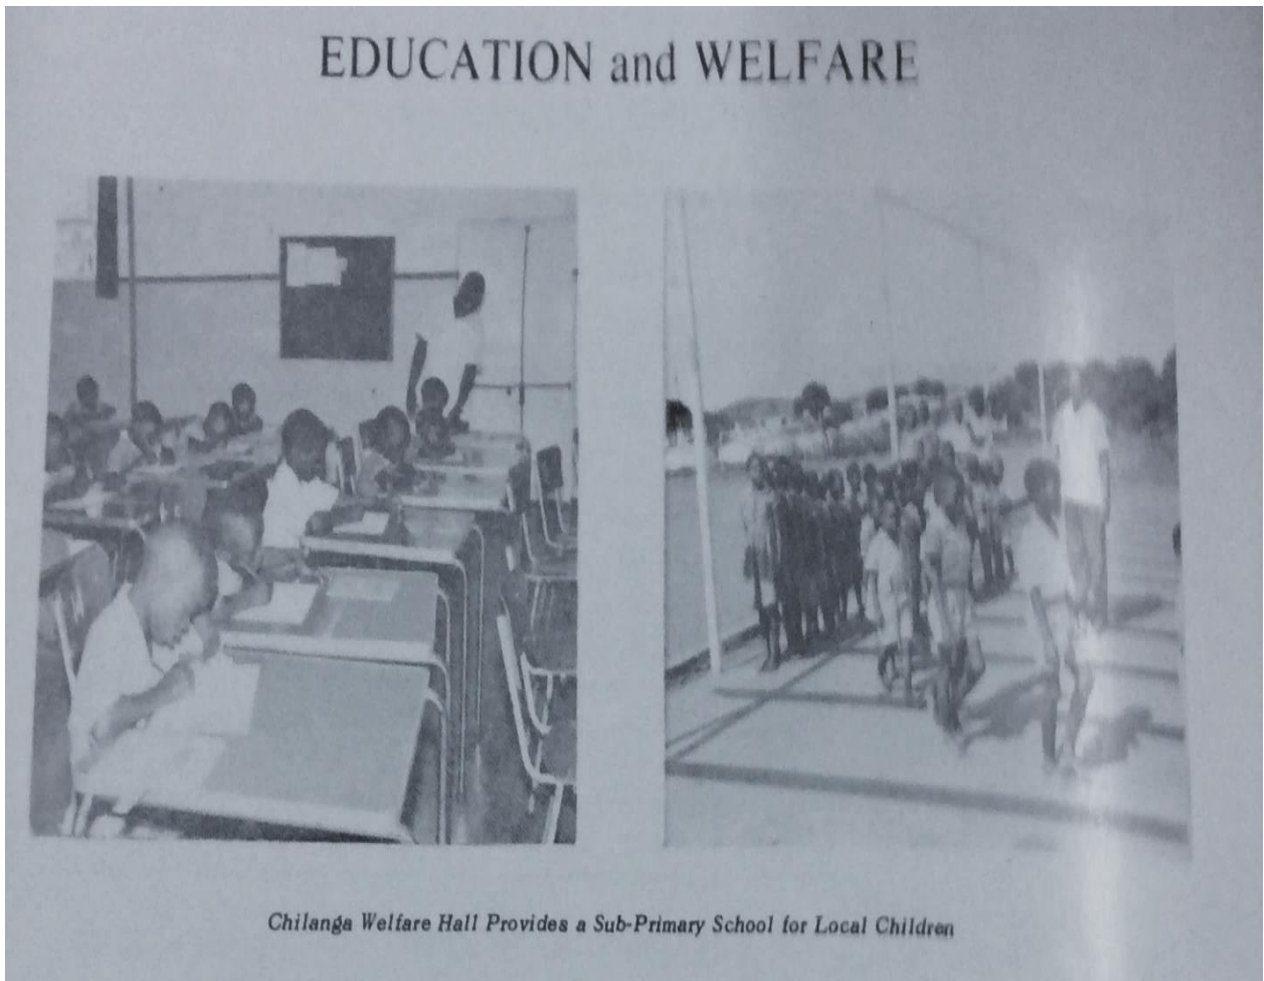 EDUCATION and WELFARE
Chilanga Welfare Hall Provides a Sub-Primary School for Local Children